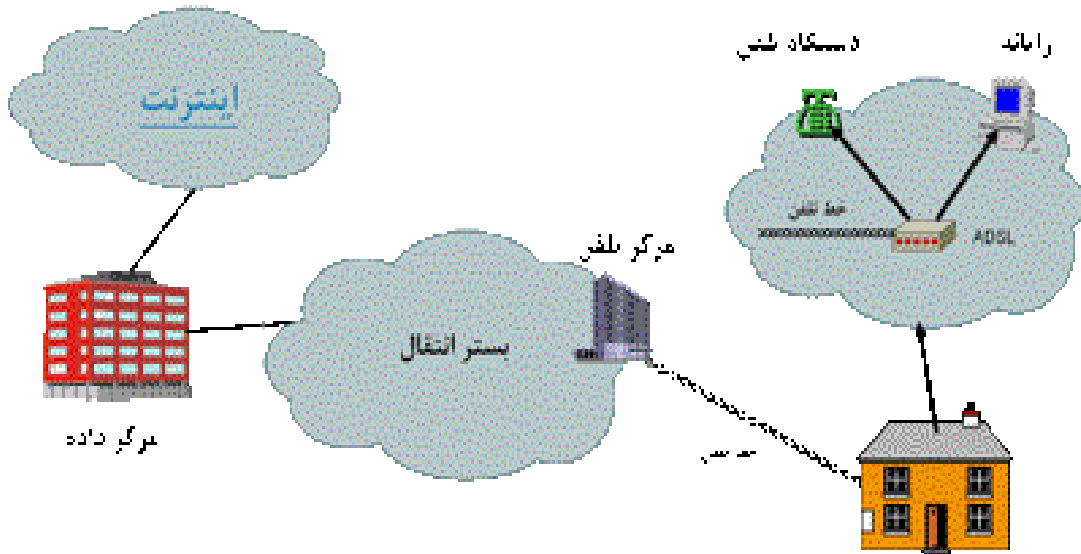 رایانه
دستگاه تلفن
اینترنت
خط تلفن
ADSL
مرکز تلفن
بستر انتقال
مرکز داده